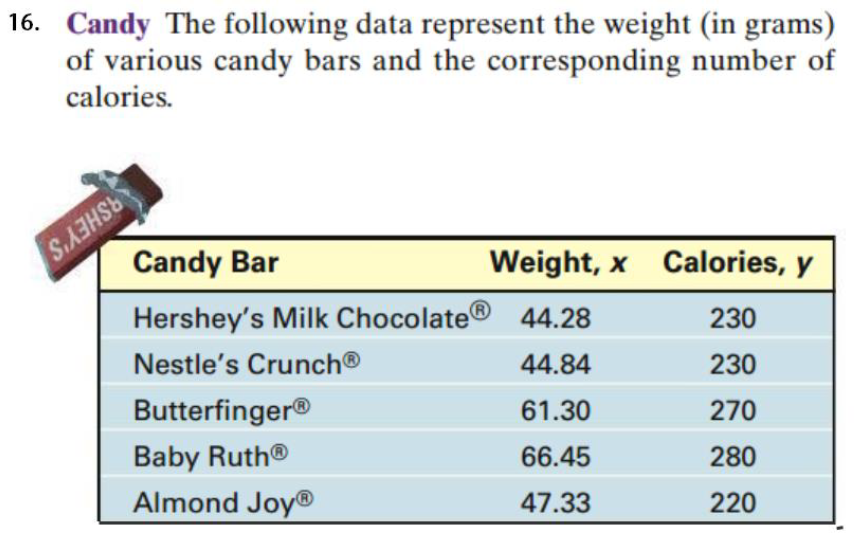 16. Candy The following data represent the weight (in grams)
of various candy bars and the corresponding number of
calories.
Candy Bar Weight, x Calories, y
Hershey's Milk Chocolate® 44.28 230
Nestle's Crunch® 44.84 230
Butterfinger® 61.30 270
Baby Ruth® 66.45 280
Almond Joy® 47.33 220